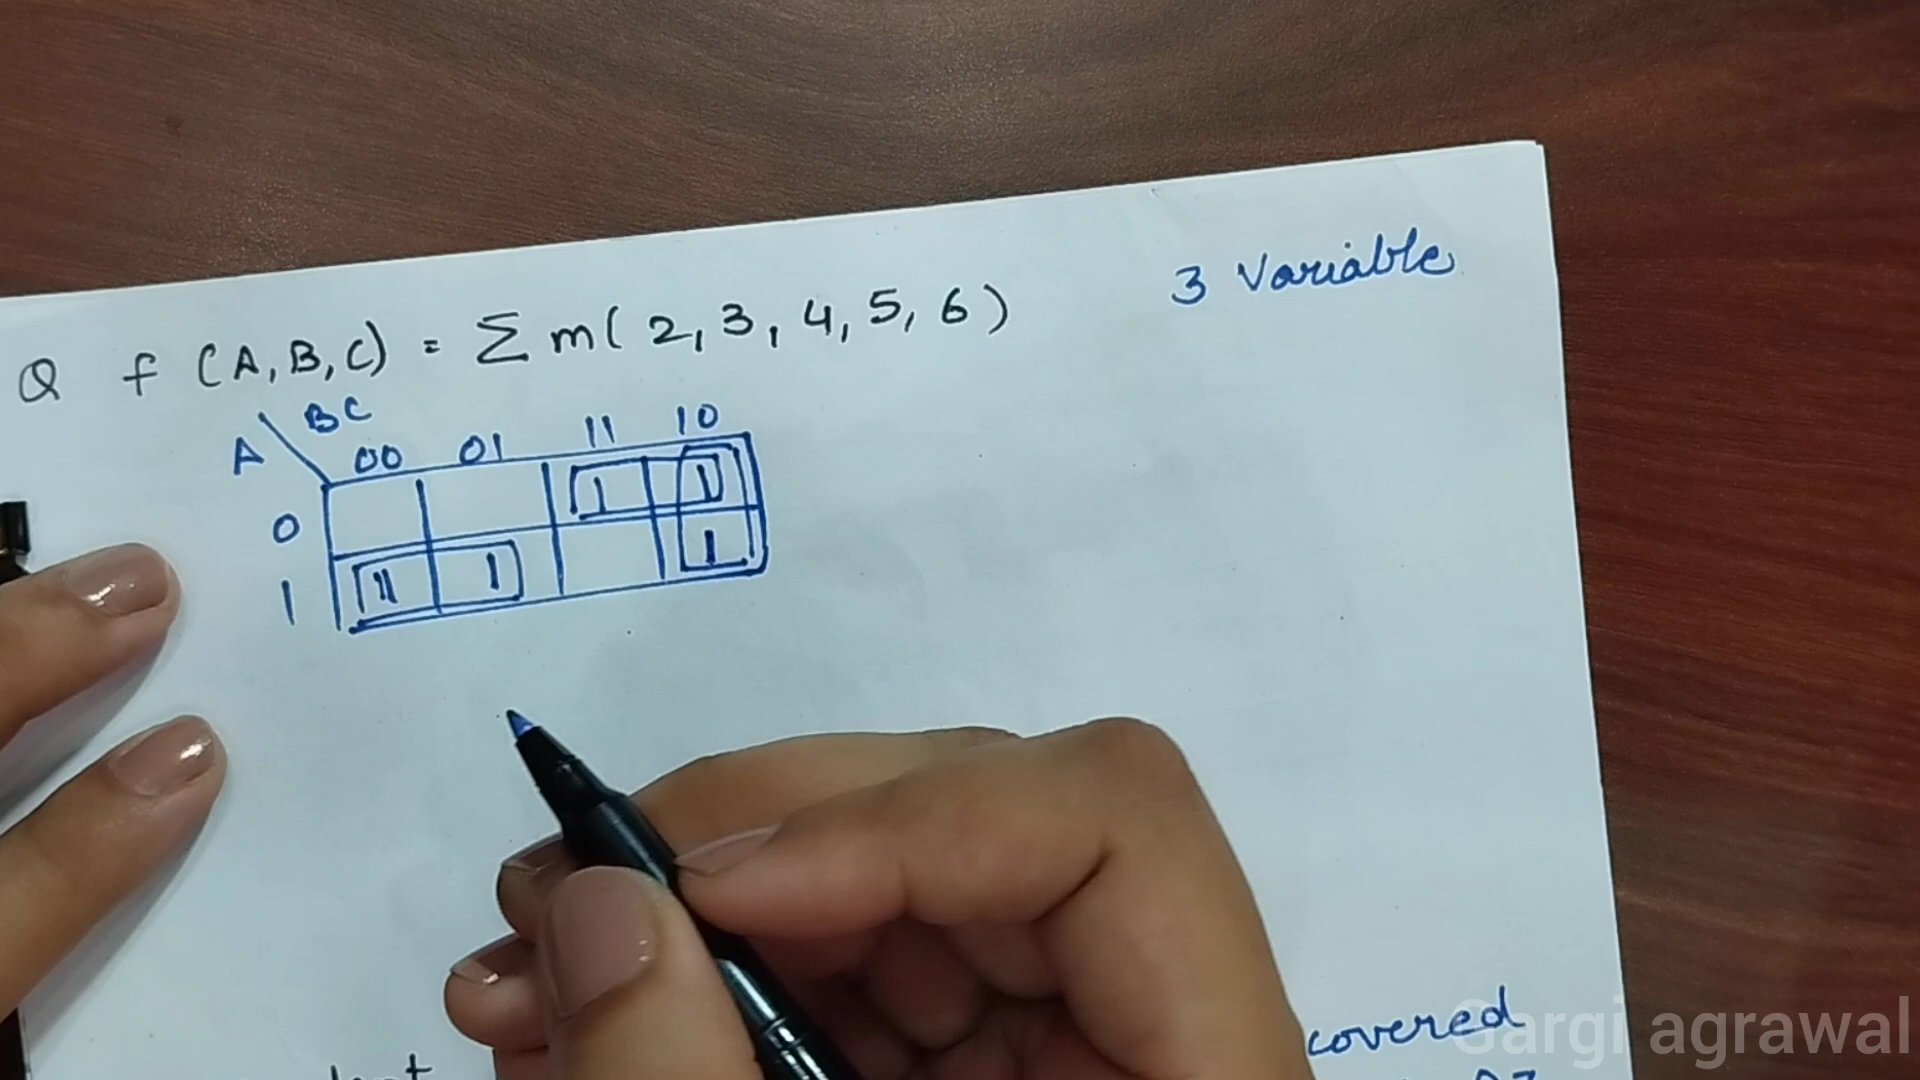 3 Variable
Q f (A,B,C) = Σ m( 2, 3, 4, 5, 6 )
BC
A 00 01 11 10
0 1 1
1 11 1 1
covered
Gargi agrawal